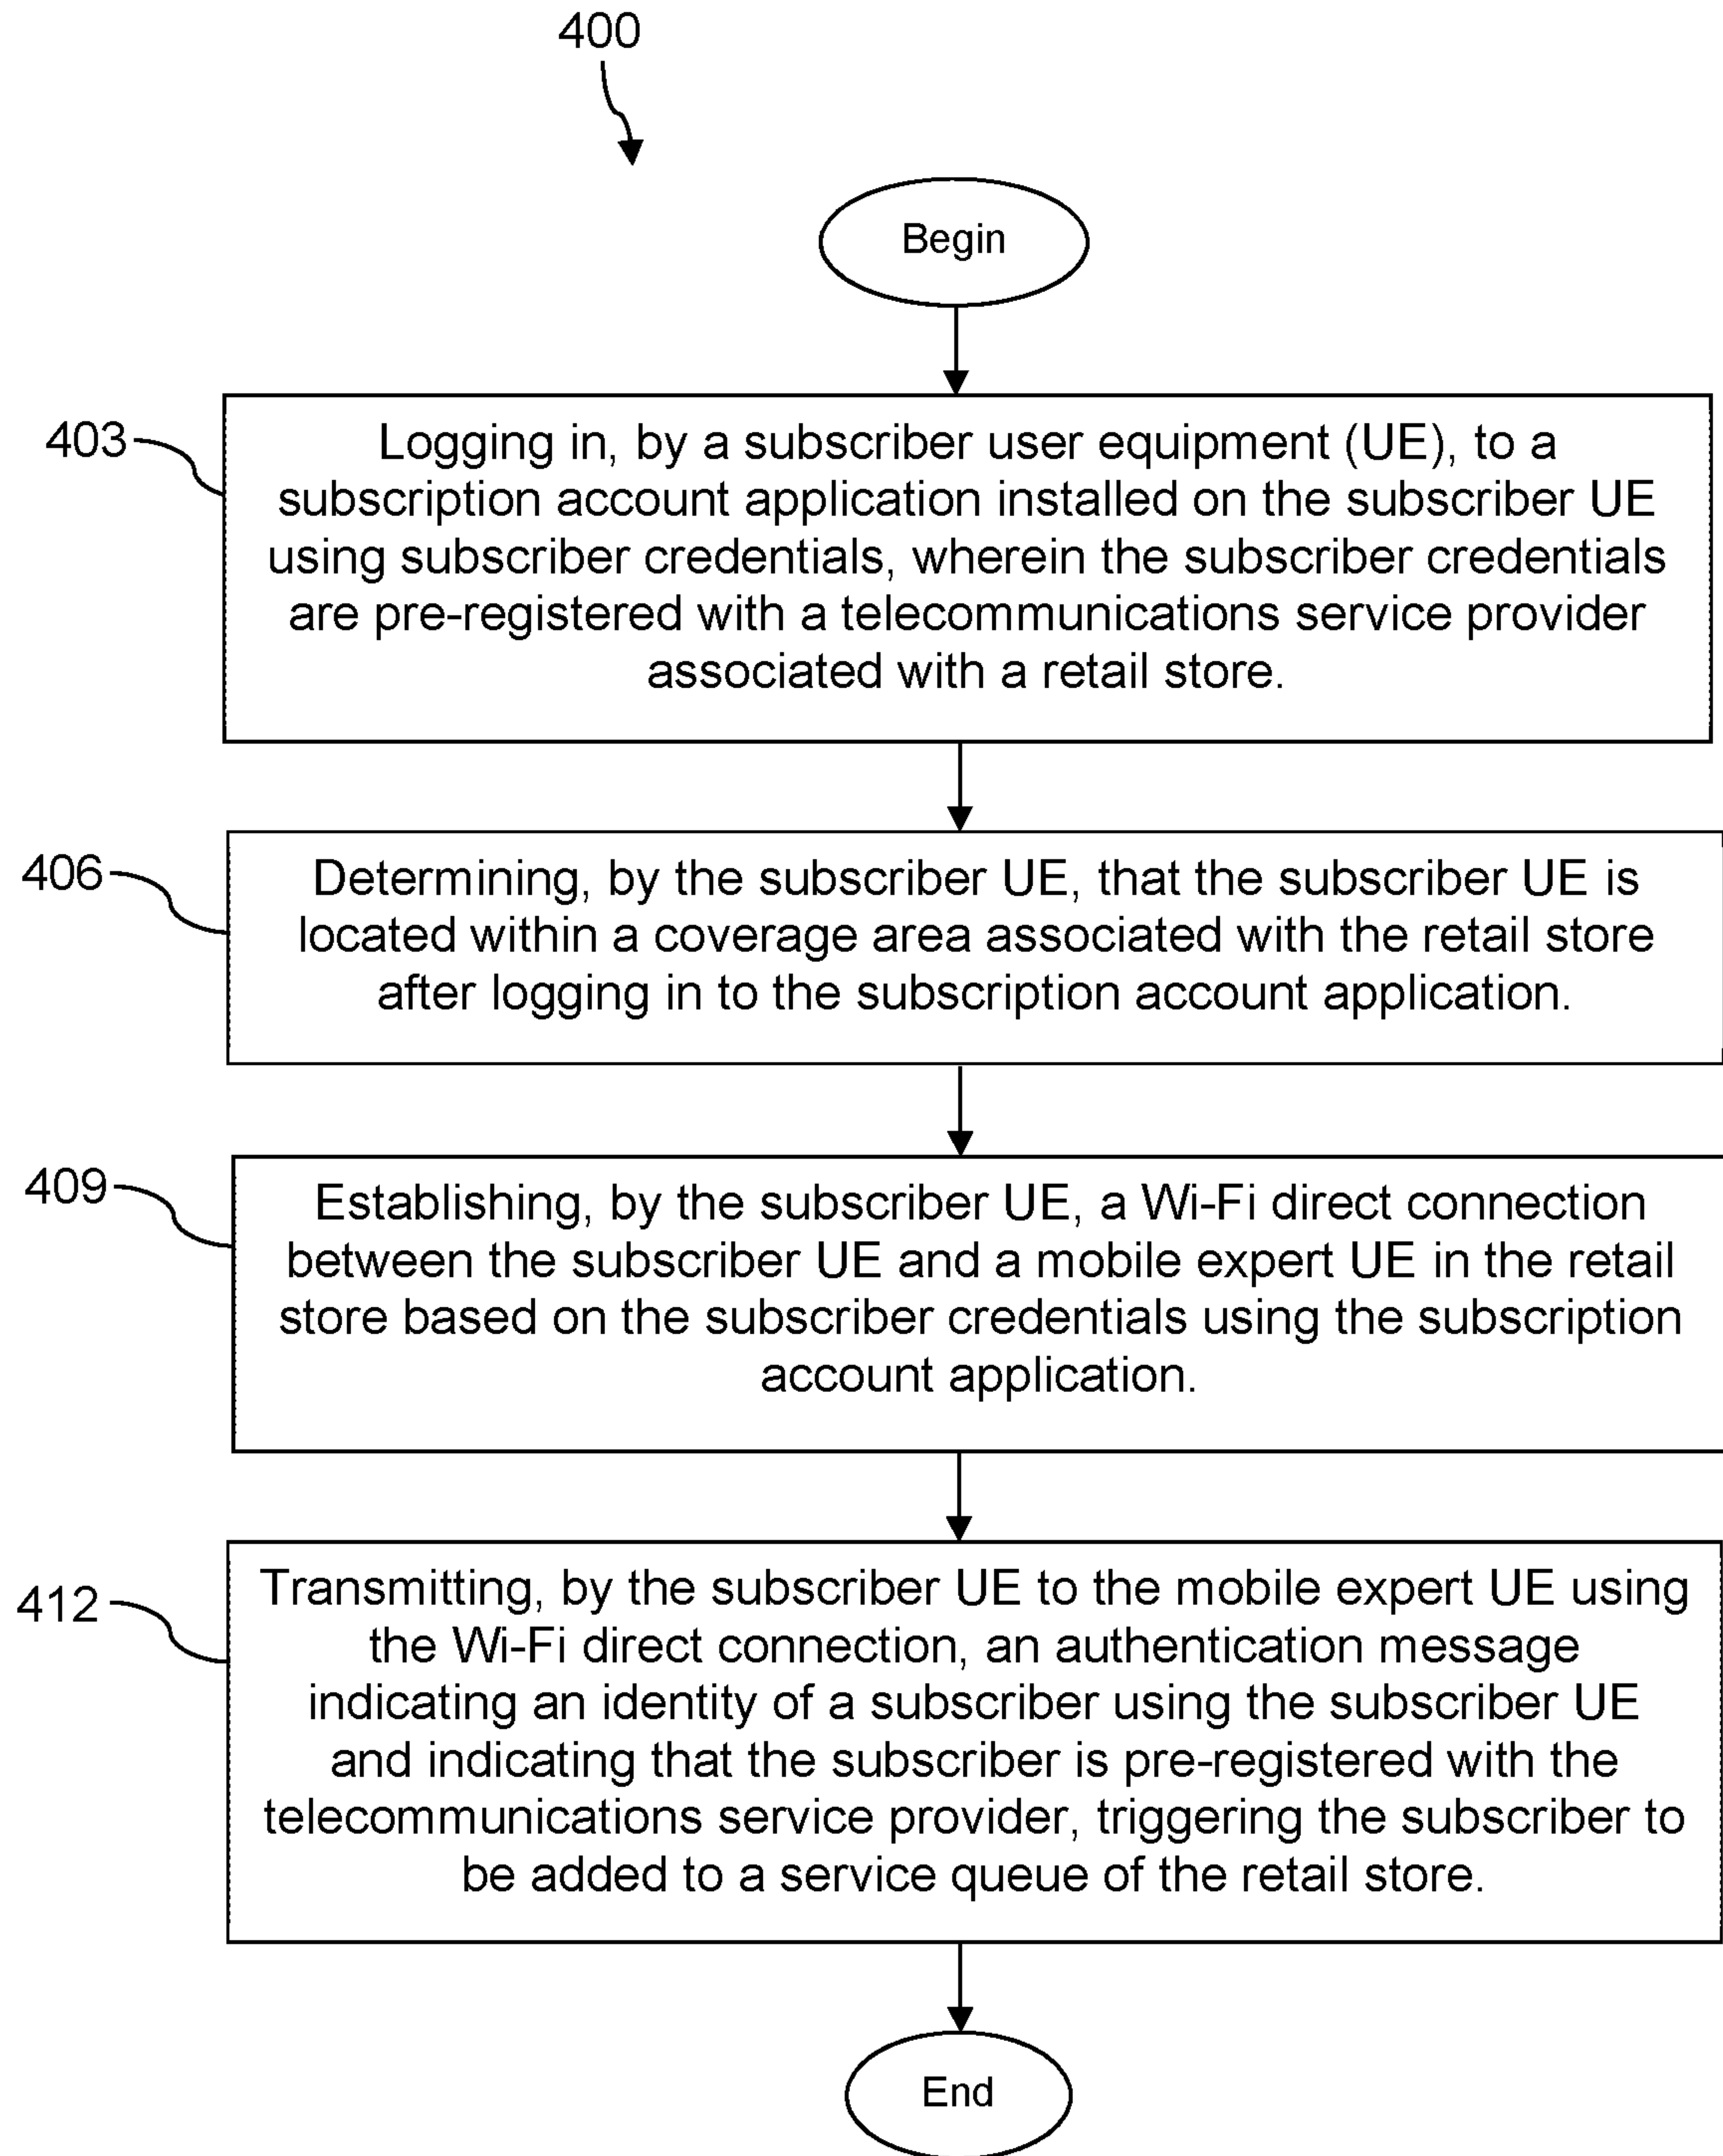 400
Begin
403
Logging in, by a subscriber user equipment (UE), to a
subscription account application installed on the subscriber UE
using subscriber credentials, wherein the subscriber credentials
are pre-registered with a telecommunications service provider
associated with a retail store.
406
Determining, by the subscriber UE, that the subscriber UE is
located within a coverage area associated with the retail store
after logging in to the subscription account application.
409
Establishing, by the subscriber UE, a Wi-Fi direct connection
between the subscriber UE and a mobile expert UE in the retail
store based on the subscriber credentials using the subscription
account application.
412
Transmitting, by the subscriber UE to the mobile expert UE using
the Wi-Fi direct connection, an authentication message
indicating an identity of a subscriber using the subscriber UE
and indicating that the subscriber is pre-registered with the
telecommunications service provider, triggering the subscriber to
be added to a service queue of the retail store.
End